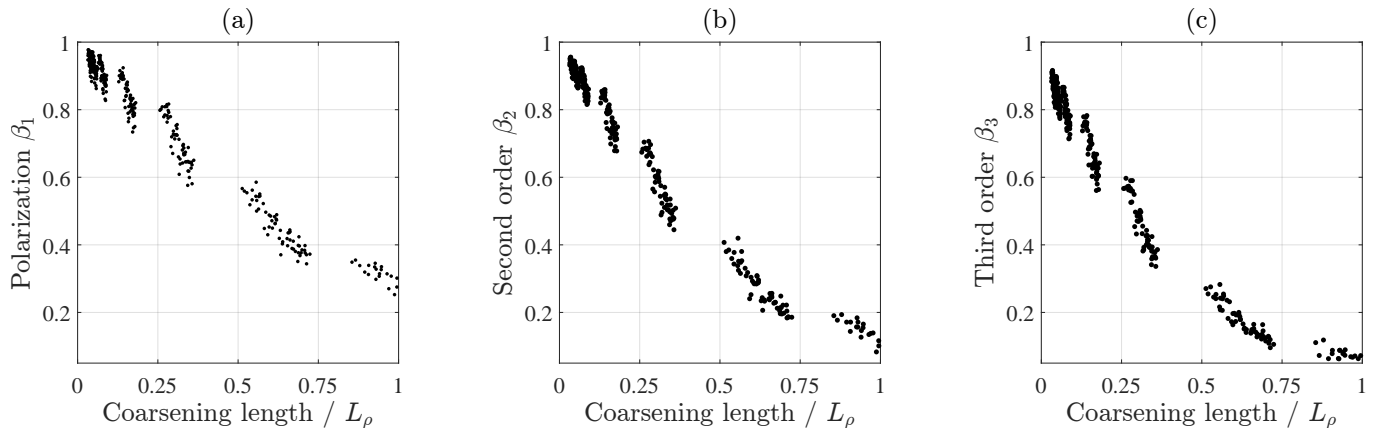 (a)
Polarization β₁
1
0.8
0.6
0.4
0.2
0 0.25 0.5 0.75 1
Coarsening length / L_ρ
(b)
Second order β₂
1
0.8
0.6
0.4
0.2
0 0.25 0.5 0.75 1
Coarsening length / L_ρ
(c)
Third order β₃
1
0.8
0.6
0.4
0.2
0 0.25 0.5 0.75 1
Coarsening length / L_ρ